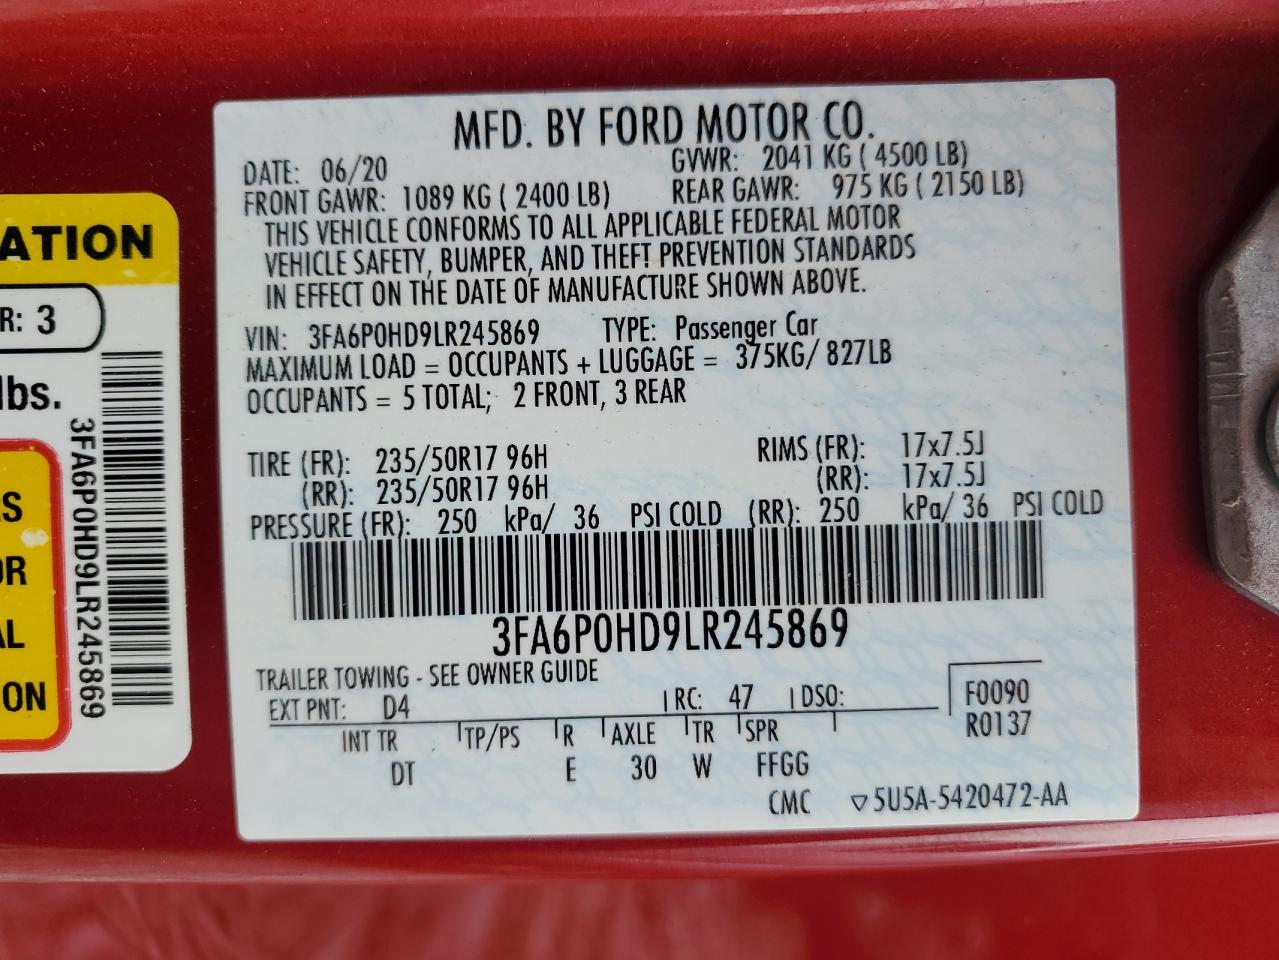 MFD. BY FORD MOTOR CO.
DATE: 06/20 GVWR: 2041 KG ( 4500 LB)
FRONT GAWR: 1089 KG ( 2400 LB) REAR GAWR: 975 KG ( 2150 LB)
THIS VEHICLE CONFORMS TO ALL APPLICABLE FEDERAL MOTOR
VEHICLE SAFETY, BUMPER, AND THEFT PREVENTION STANDARDS
IN EFFECT ON THE DATE OF MANUFACTURE SHOWN ABOVE.
VIN: 3FA6P0HD9LR245869 TYPE: Passenger Car
MAXIMUM LOAD = OCCUPANTS + LUGGAGE = 375KG/ 827LB
OCCUPANTS = 5 TOTAL; 2 FRONT, 3 REAR
TIRE (FR): 235/50R17 96H RIMS (FR): 17x7.5J
(RR): 235/50R17 96H (RR): 17x7.5J
PRESSURE (FR): 250 kPa/ 36 PSI COLD (RR): 250 kPa/ 36 PSI COLD
3FA6P0HD9LR245869
TRAILER TOWING - SEE OWNER GUIDE
EXT PNT: D4 RC: 47 DSO: F0090
R0137
INT TR TP/PS R AXLE TR SPR
DT E 30 W FFGG
CMC ▽5U5A-5420472-AA
ATION
R: 3
lbs.
3FA6P0HD9LR245869
AS
OR
AL
ON